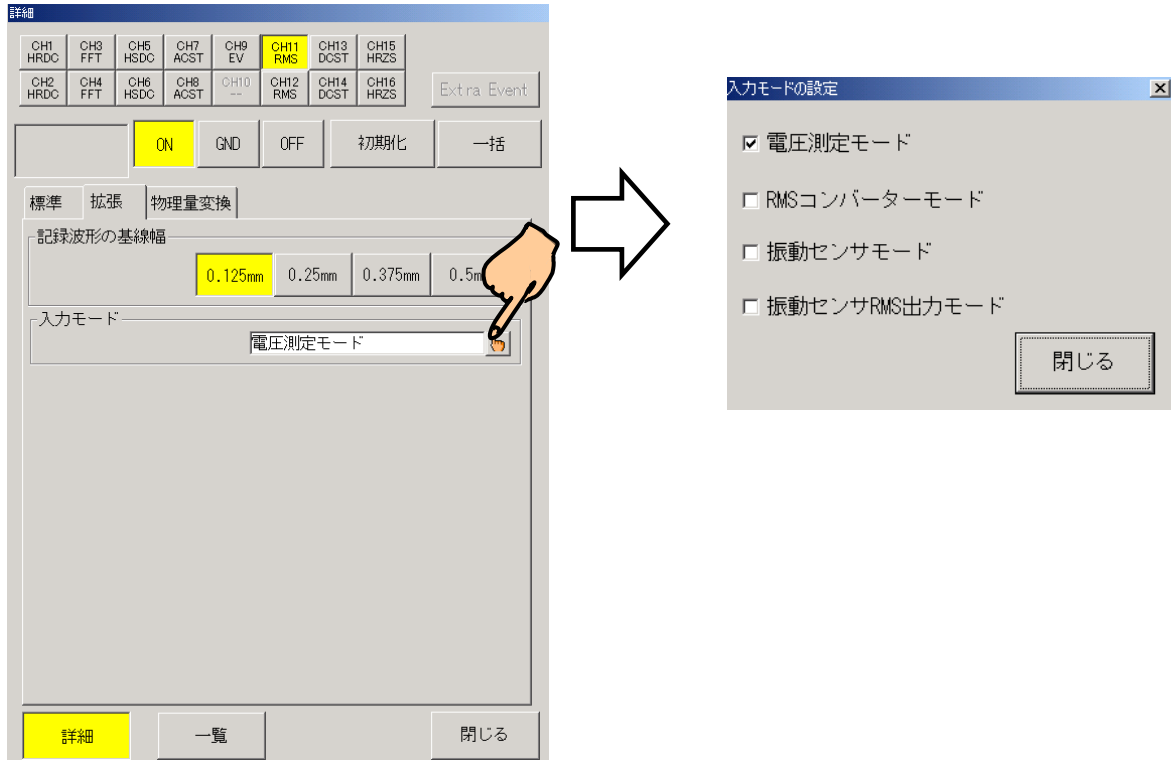 詳細
CH1 HRDC CH3 FFT CH5 HSDC CH7 ACST CH9 EV CH11 RMS CH13 DCST CH15 HRZS
CH2 HRDC CH4 FFT CH6 HSDC CH8 ACST CH10 -- CH12 RMS CH14 DCST CH16 HRZS
Extra Event
ON GND OFF 初期化 一括
標準 拡張 物理量変換
記録波形の基線幅
0.125mm 0.25mm 0.375mm 0.5m
入力モード
電圧測定モード
詳細 一覧 閉じる
入力モードの設定
電圧測定モード
RMSコンバーターモード
振動センサモード
振動センサRMS出力モード
閉じる